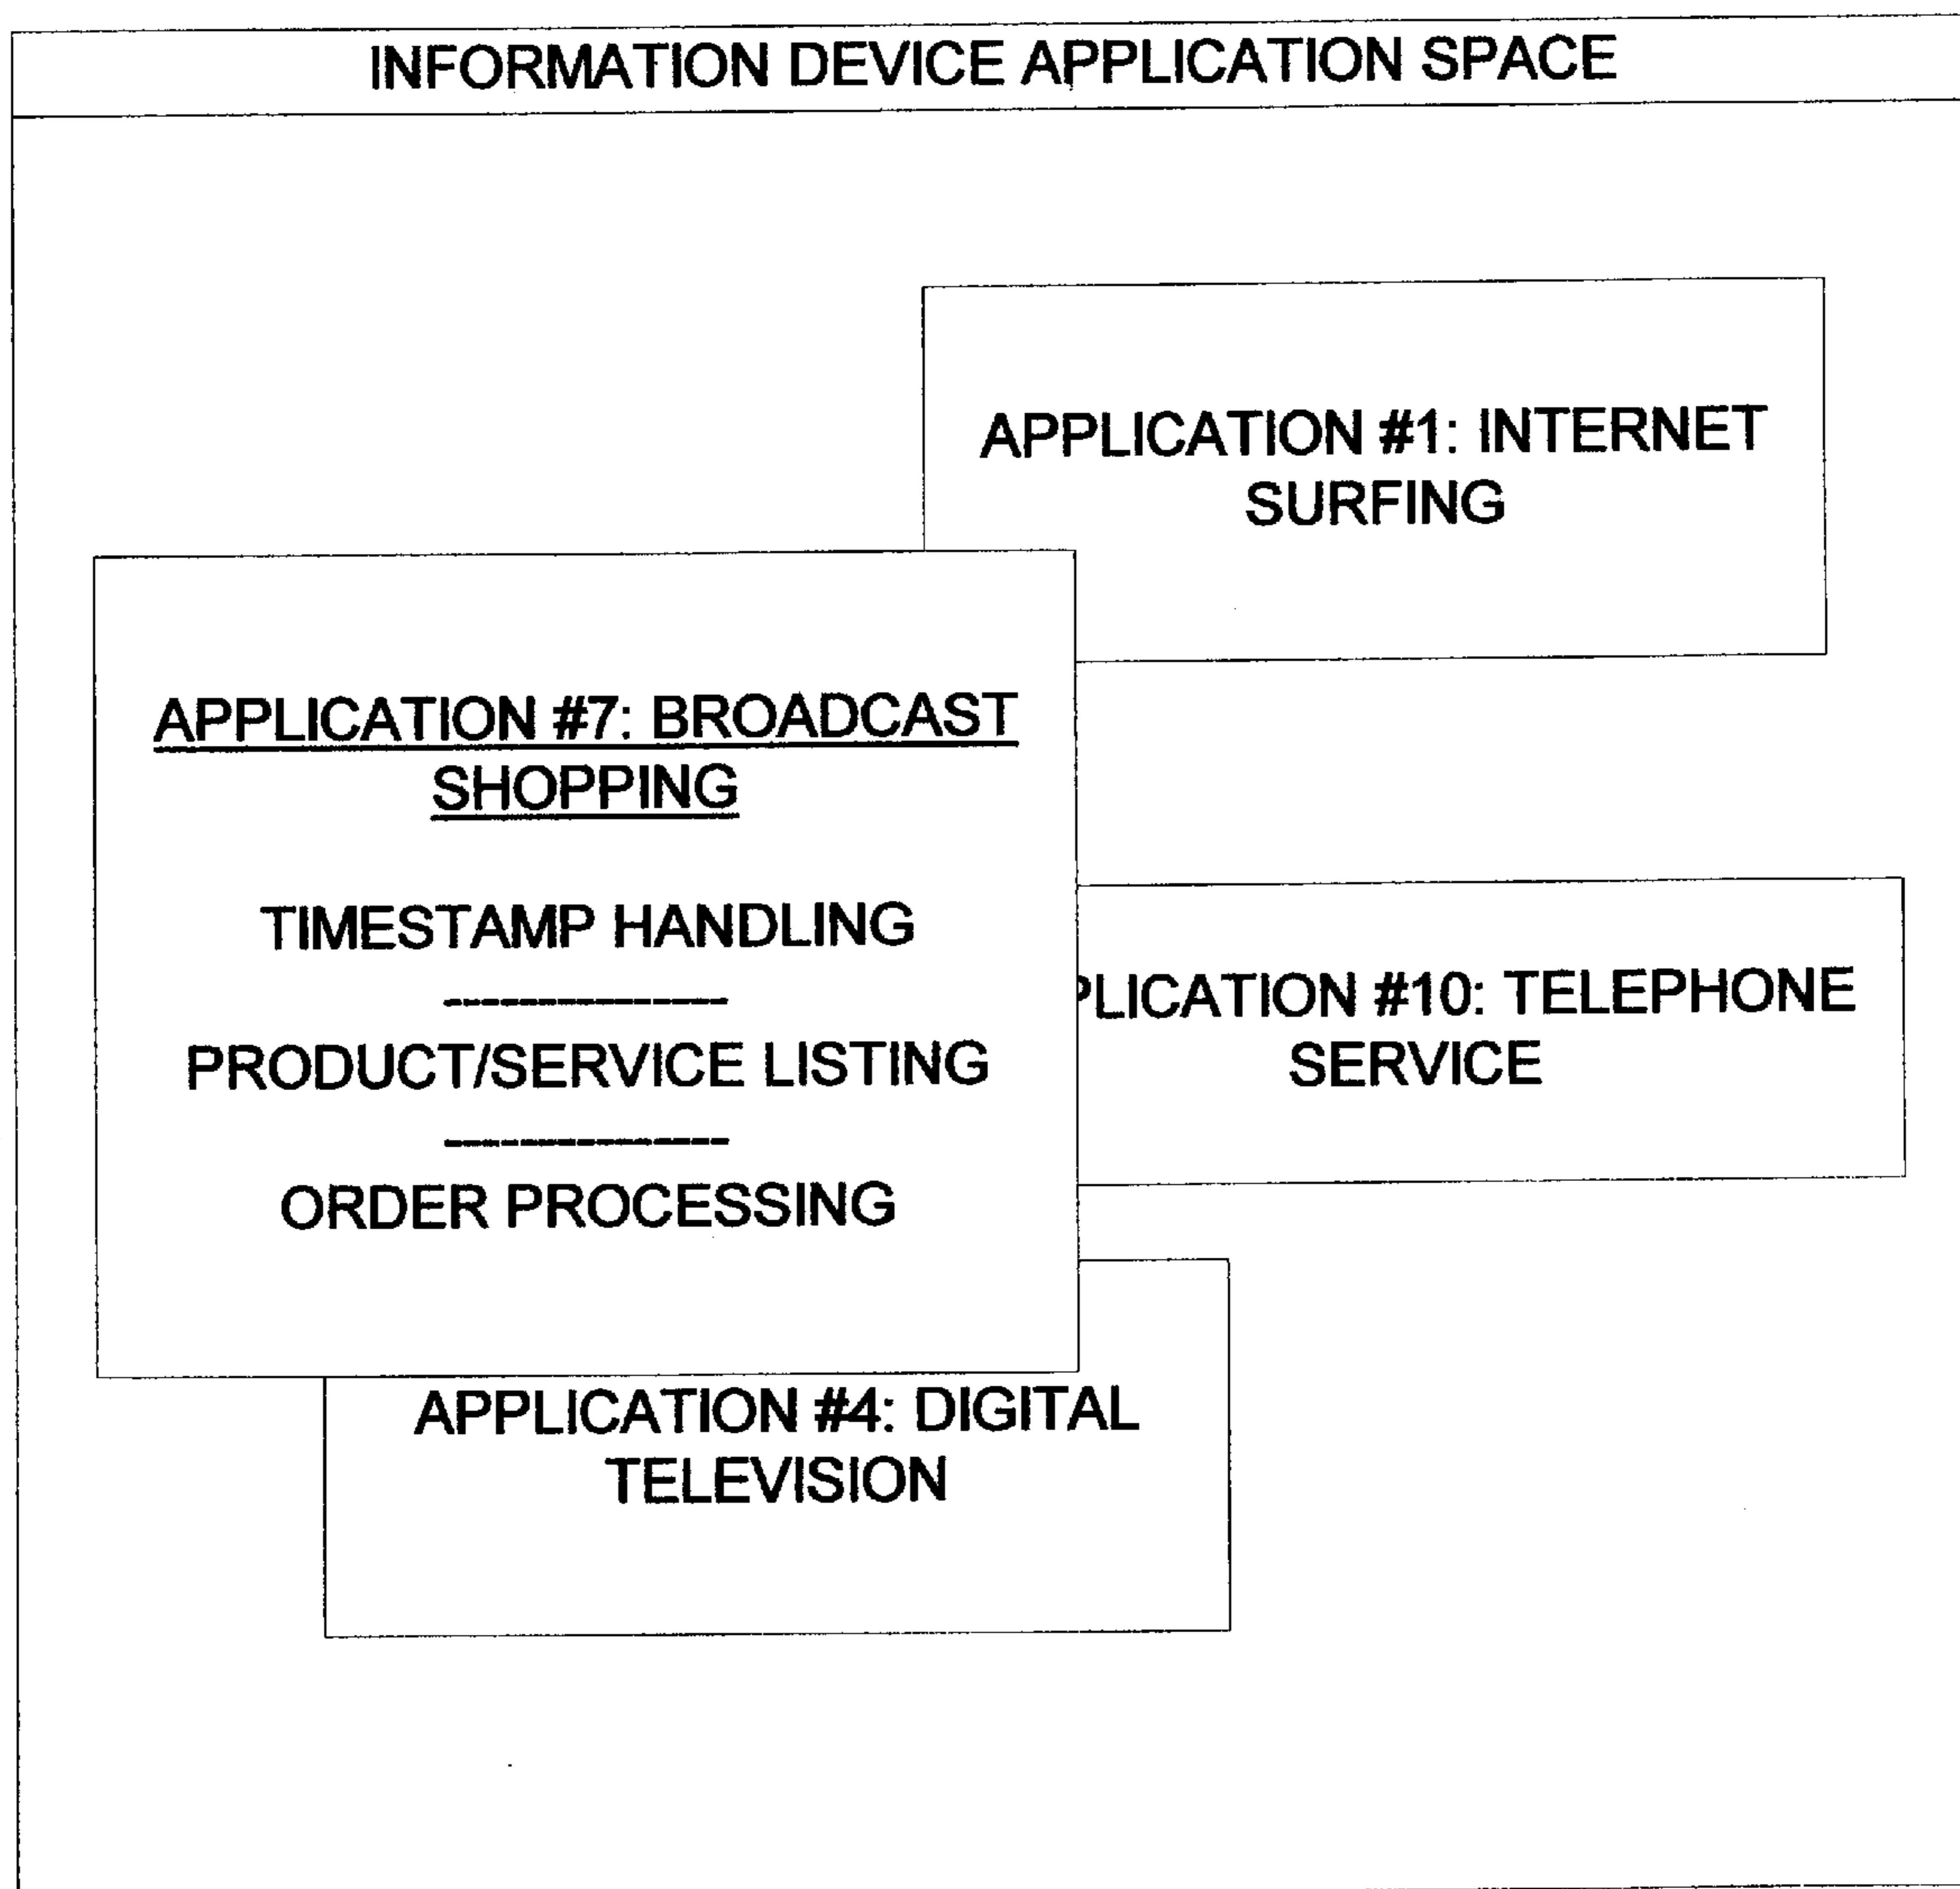 INFORMATION DEVICE APPLICATION SPACE
APPLICATION #1: INTERNET
SURFING
APPLICATION #7: BROADCAST
SHOPPING
TIMESTAMP HANDLING
---------------
PRODUCT/SERVICE LISTING
---------------
ORDER PROCESSING
PLICATION #10: TELEPHONE
SERVICE
APPLICATION #4: DIGITAL
TELEVISION